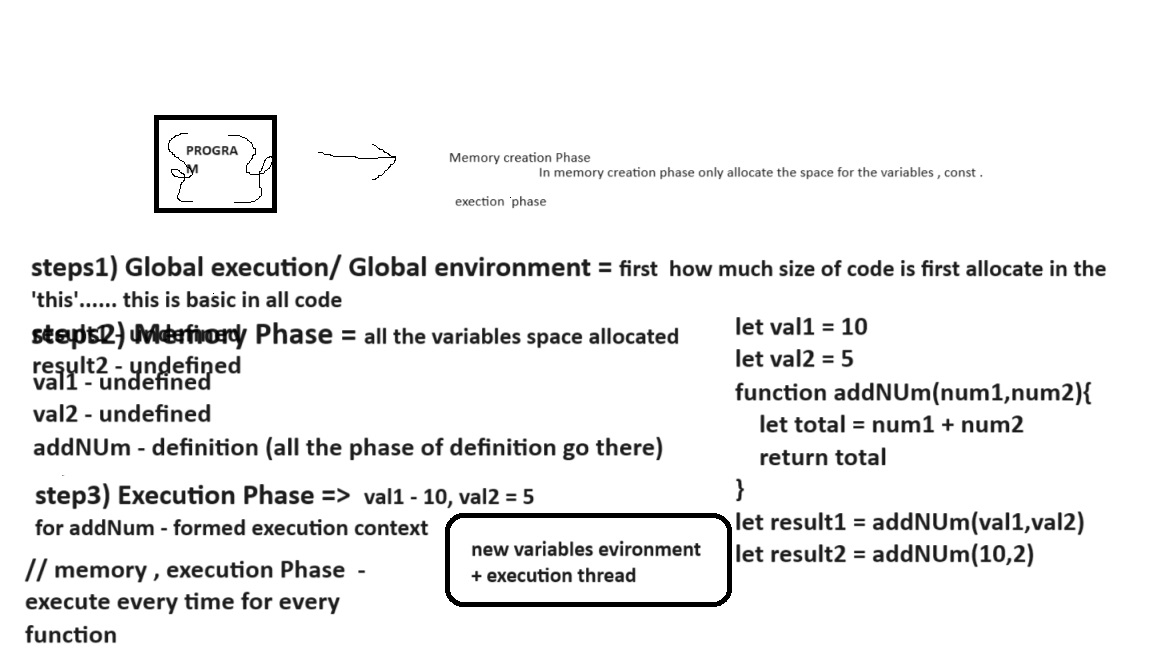 PROGRA
M
Memory creation Phase
In memory creation phase only allocate the space for the variables , const .
exection phase
steps1) Global execution/ Global environment = first how much size of code is first allocate in the
'this'...... this is basic in all code
steps2) Memory Phase = all the variables space allocated
result1 - undefined
result2 - undefined
val1 - undefined
val2 - undefined
addNUm - definition (all the phase of definition go there)
step3) Execution Phase => val1 - 10, val2 = 5
for addNum - formed execution context
new variables evironment
+ execution thread
// memory , execution Phase -
execute every time for every
function
let val1 = 10
let val2 = 5
function addNUm(num1,num2){
let total = num1 + num2
return total
}
let result1 = addNUm(val1,val2)
let result2 = addNUm(10,2)